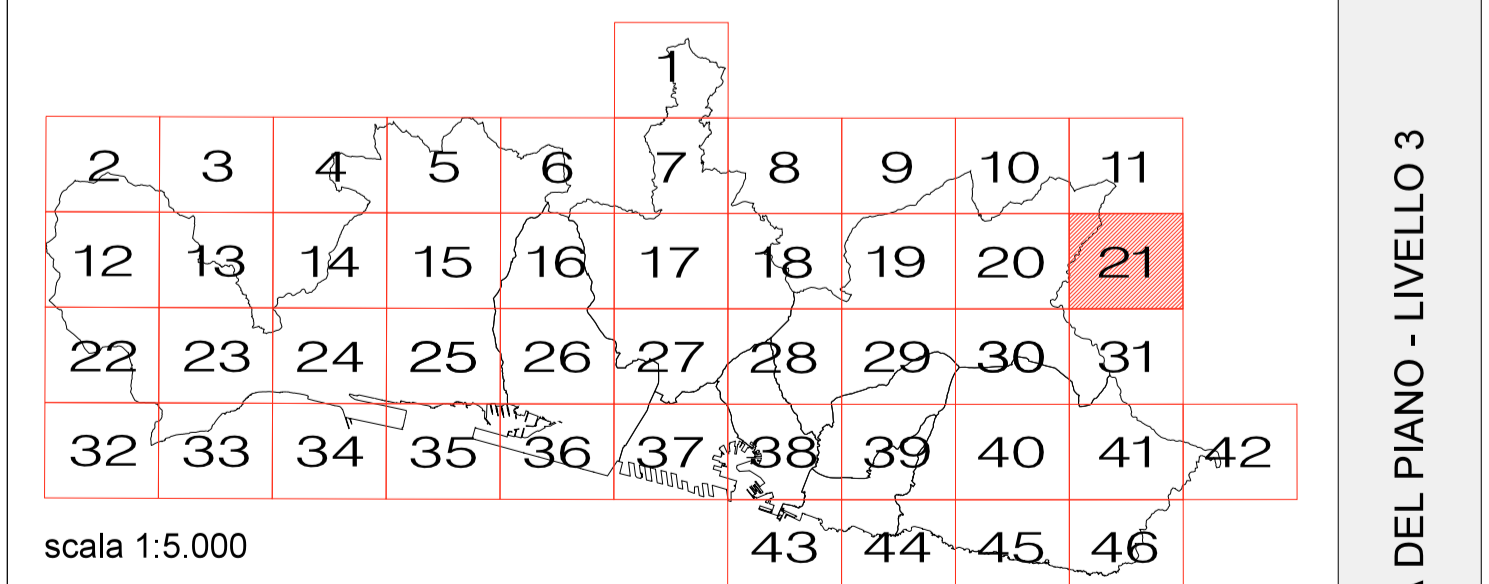 1
2 3 4 5 6 7 8 9 10 11
12 13 14 15 16 17 18 19 20 21
22 23 24 25 26 27 28 29 30 31
32 33 34 35 36 37 38 39 40 41 42
43 44 45 46
scala 1:5.000
DEL PIANO - LIVELLO 3